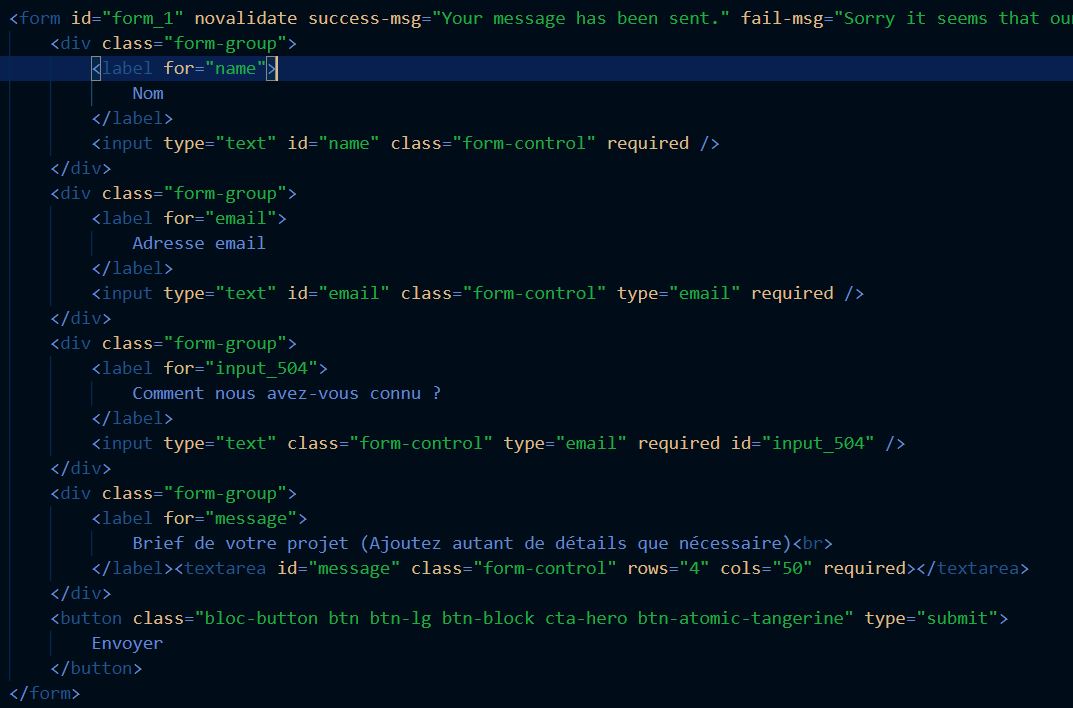 <form id="form_1" novalidate success-msg="Your message has been sent." fail-msg="Sorry it seems that our
<div class="form-group">
<label for="name">
Nom
</label>
<input type="text" id="name" class="form-control" required />
</div>
<div class="form-group">
<label for="email">
Adresse email
</label>
<input type="text" id="email" class="form-control" type="email" required />
</div>
<div class="form-group">
<label for="input_504">
Comment nous avez-vous connu ?
</label>
<input type="text" class="form-control" type="email" required id="input_504" />
</div>
<div class="form-group">
<label for="message">
Brief de votre projet (Ajoutez autant de détails que nécessaire)<br>
</label><textarea id="message" class="form-control" rows="4" cols="50" required></textarea>
</div>
<button class="bloc-button btn btn-lg btn-block cta-hero btn-atomic-tangerine" type="submit">
Envoyer
</button>
</form>